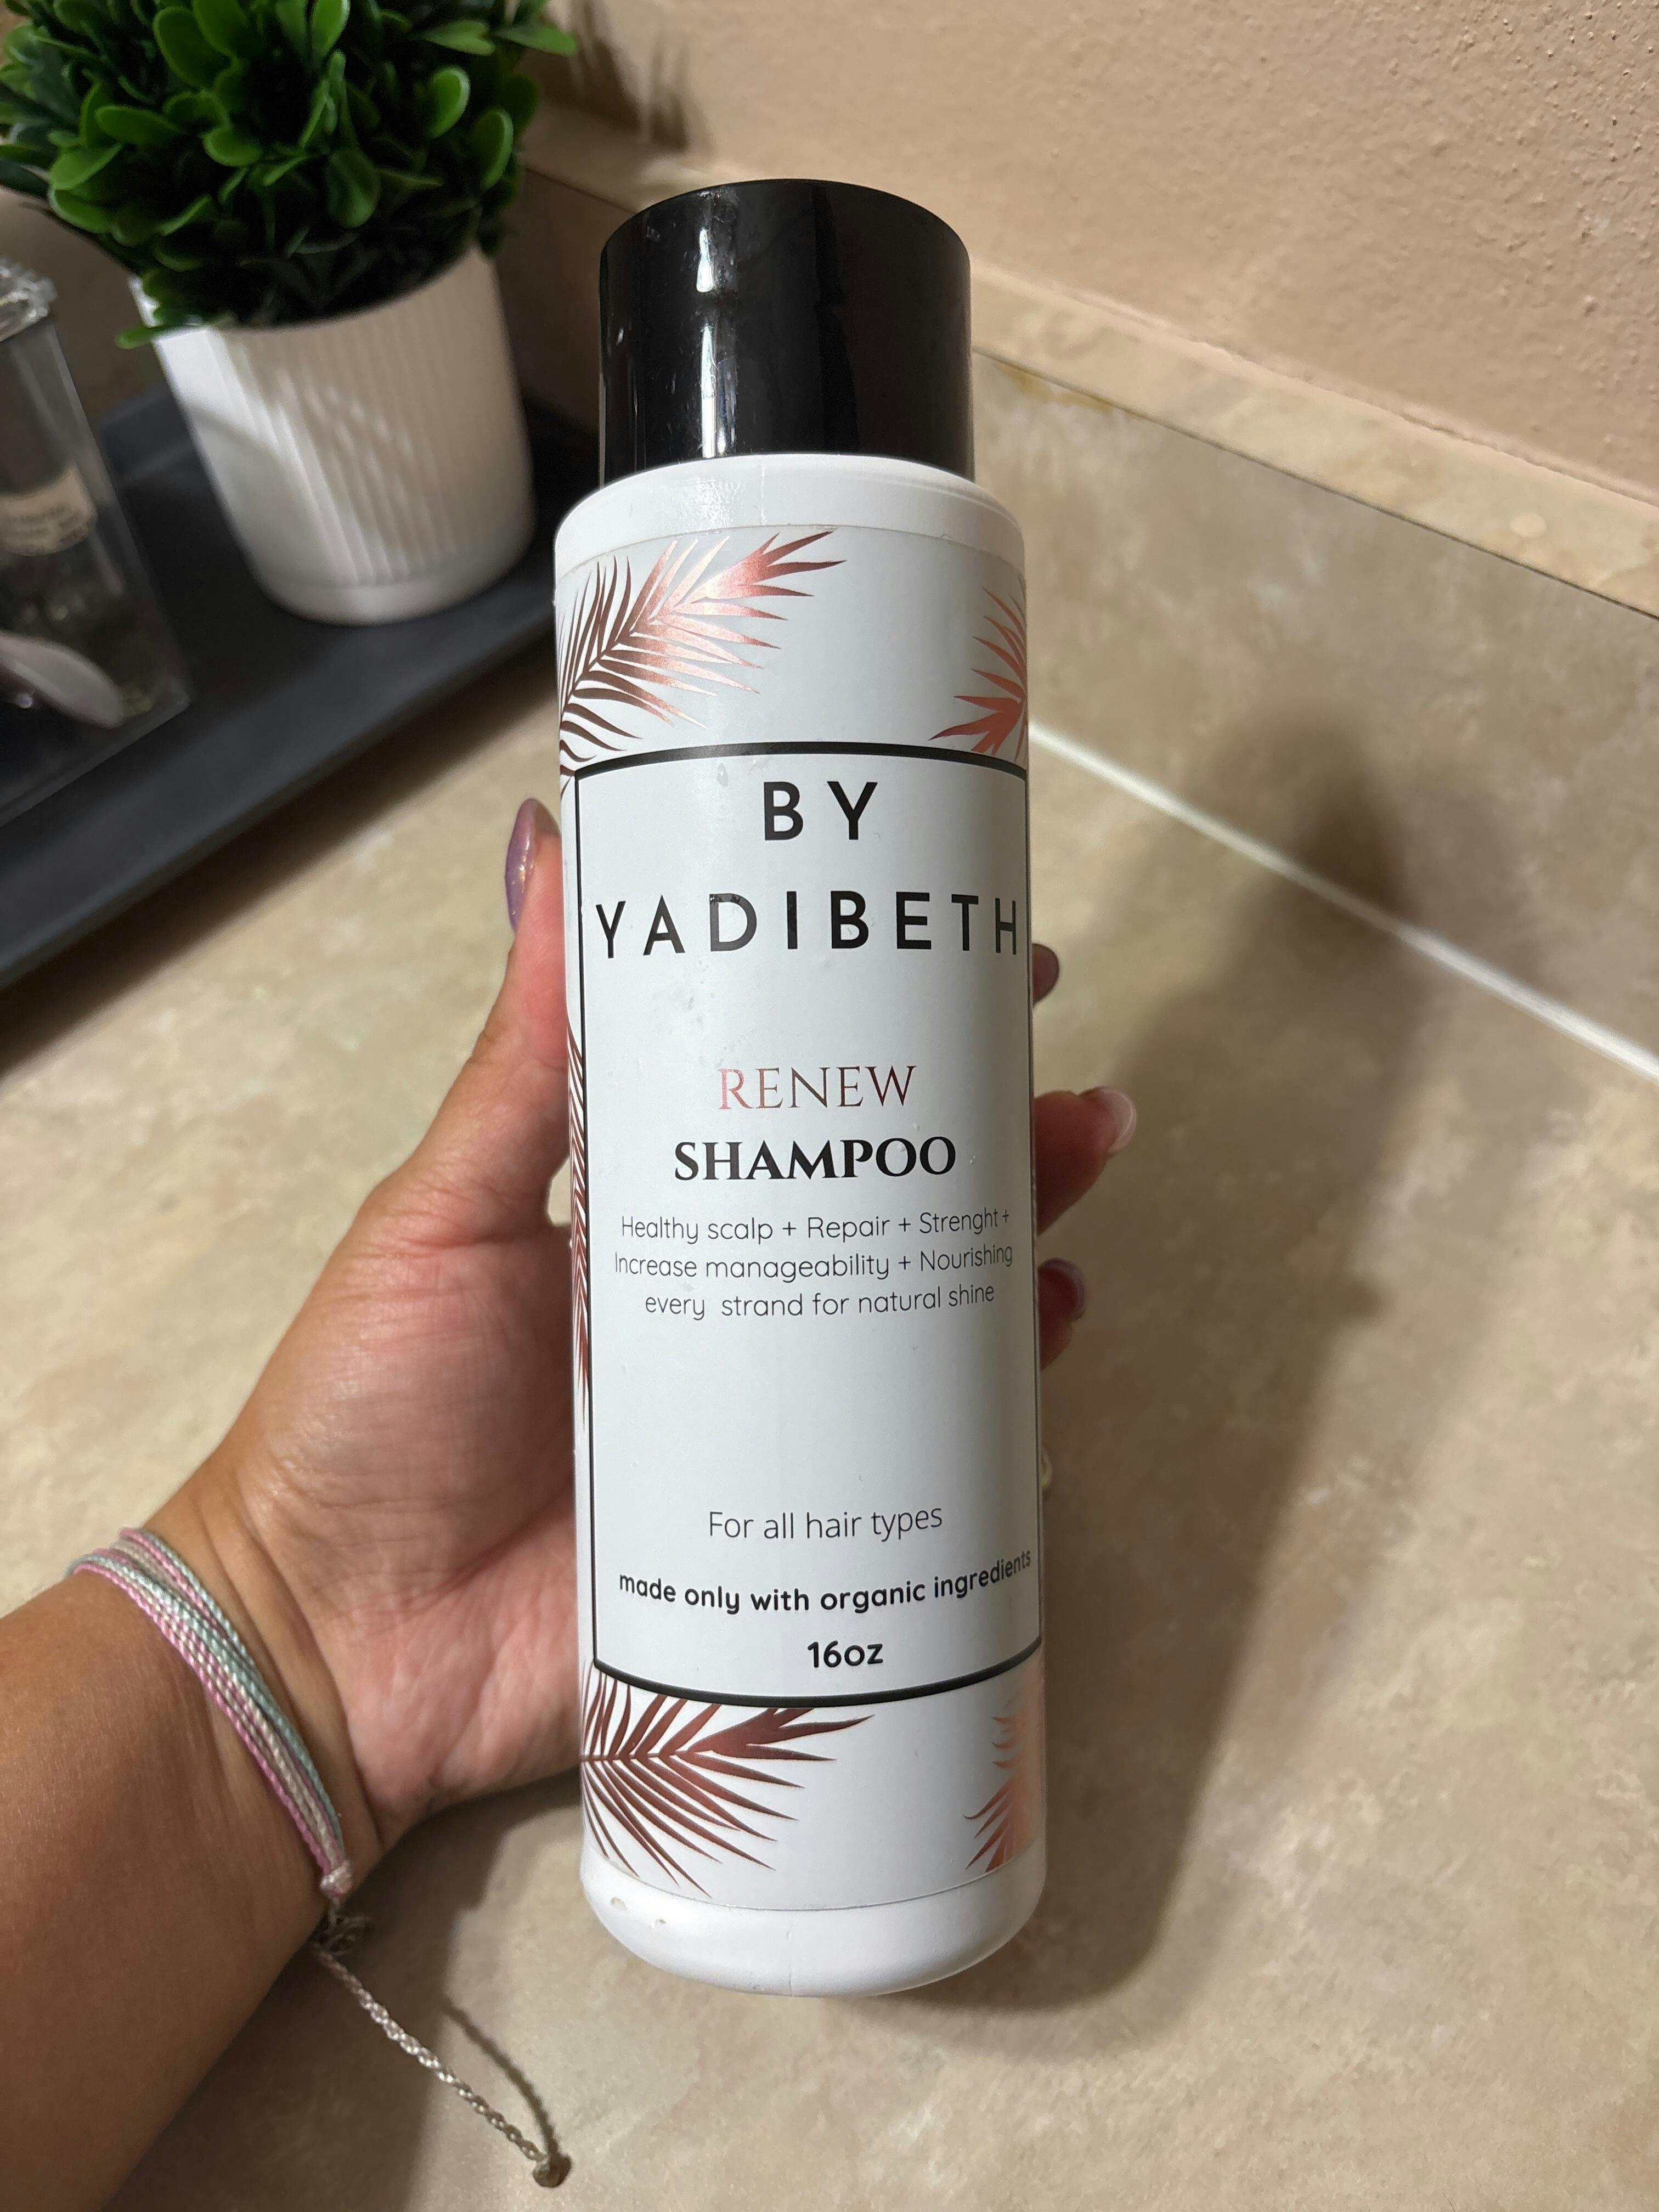 BY
YADIBETH
RENEW
SHAMPOO
Healthy scalp + Repair + Strenght +
Increase manageability + Nourishing
every strand for natural shine
For all hair types
made only with organic ingredients
16oz